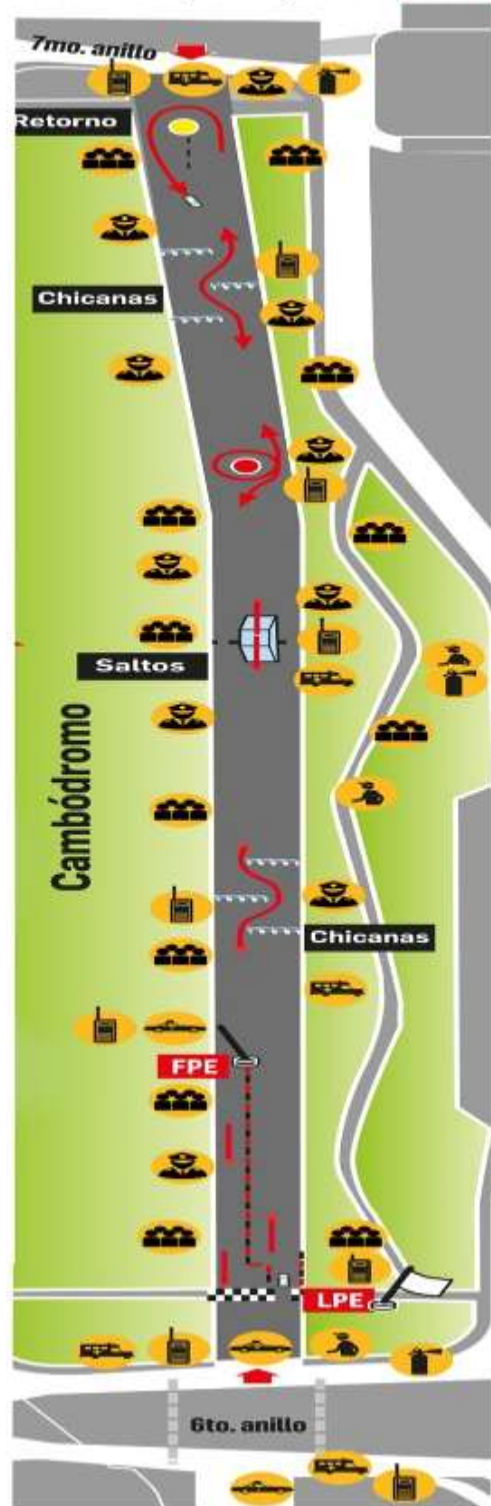 7mo. anillo
Retorno
Chicanas
Saltos
Cambódromo
Chicanas
FPE
LPE
6to. anillo